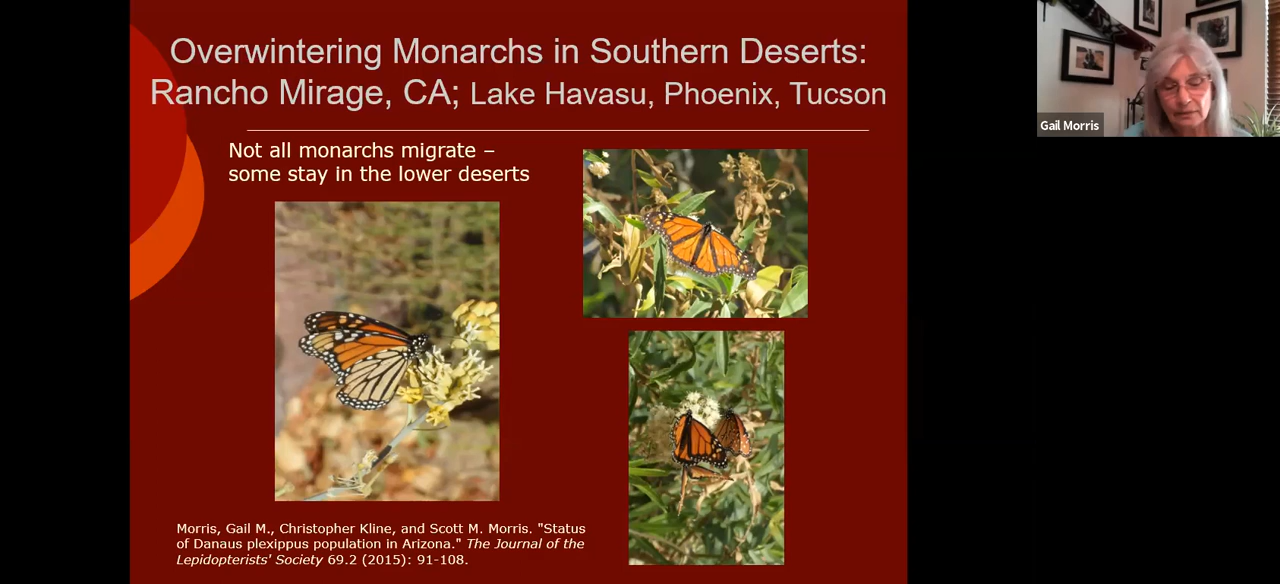 Overwintering Monarchs in Southern Deserts:
Rancho Mirage, CA; Lake Havasu, Phoenix, Tucson
Not all monarchs migrate –
some stay in the lower deserts
Morris, Gail M., Christopher Kline, and Scott M. Morris. "Status
of Danaus plexippus population in Arizona." The Journal of the
Lepidopterists' Society 69.2 (2015): 91-108.
Gail Morris